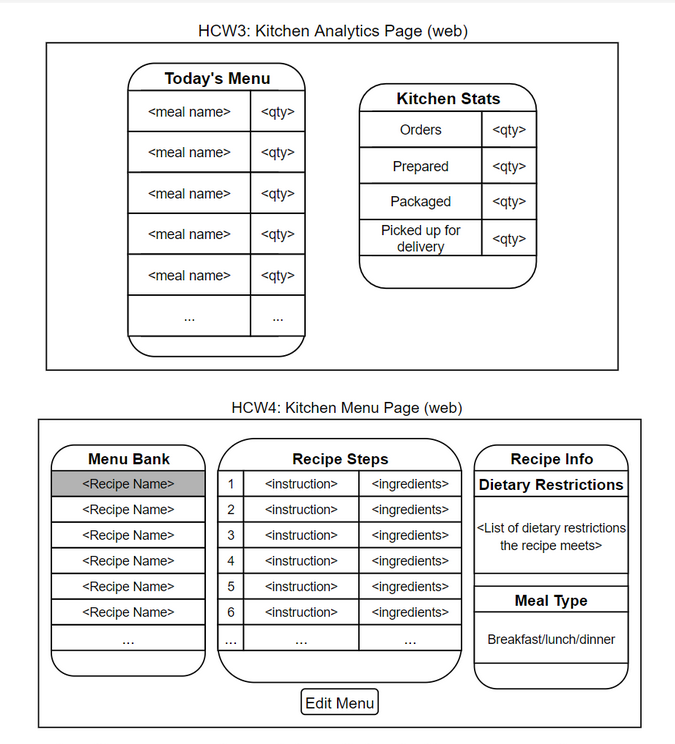 HCW3: Kitchen Analytics Page (web)
Today's Menu
<meal name> <qty>
<meal name> <qty>
<meal name> <qty>
<meal name> <qty>
<meal name> <qty>
... ...
Kitchen Stats
Orders <qty>
Prepared <qty>
Packaged <qty>
Picked up for
delivery <qty>
HCW4: Kitchen Menu Page (web)
Menu Bank
<Recipe Name>
<Recipe Name>
<Recipe Name>
<Recipe Name>
<Recipe Name>
<Recipe Name>
...
Recipe Steps
1 <instruction> <ingredients>
2 <instruction> <ingredients>
3 <instruction> <ingredients>
4 <instruction> <ingredients>
5 <instruction> <ingredients>
6 <instruction> <ingredients>
... ... ...
Recipe Info
Dietary Restrictions
<List of dietary restrictions
the recipe meets>
Meal Type
Breakfast/lunch/dinner
Edit Menu